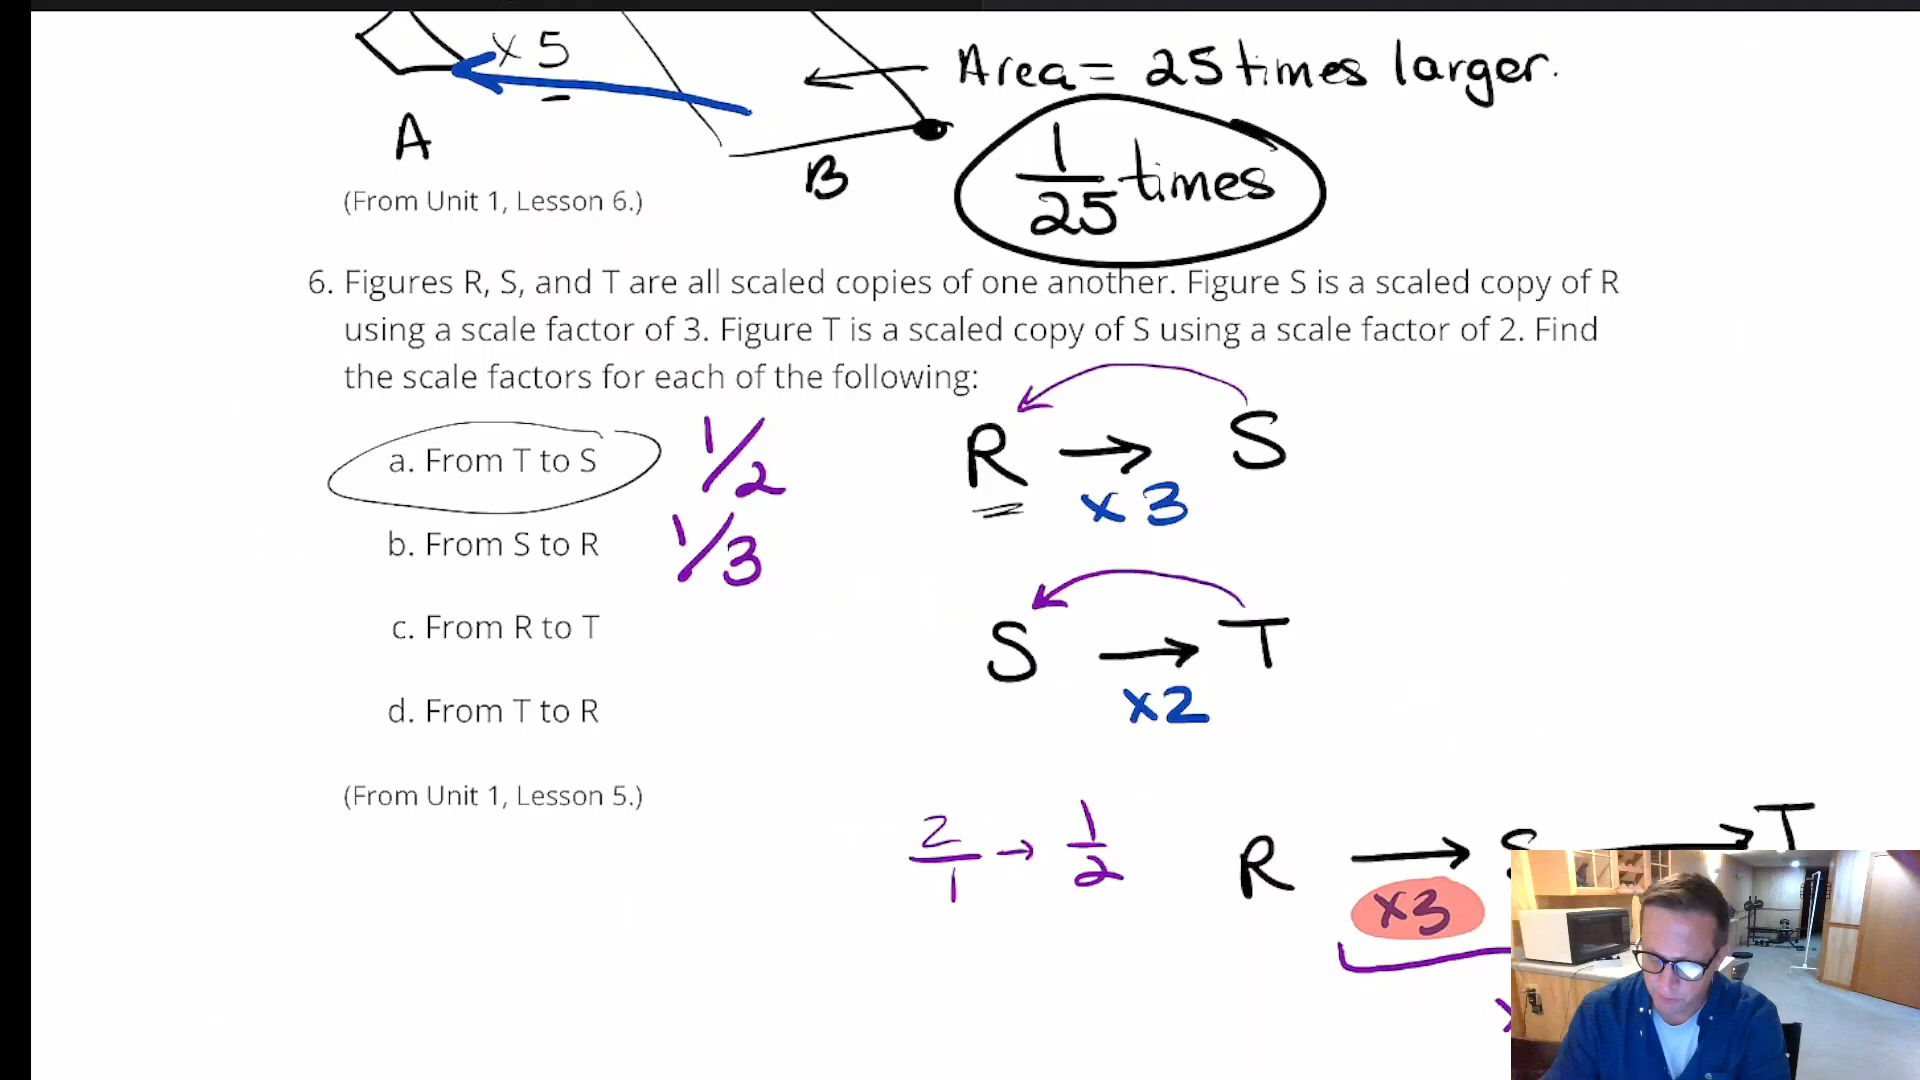 x 5
Area = 25 times larger.
A
B
1/25 times
(From Unit 1, Lesson 6.)
6. Figures R, S, and T are all scaled copies of one another. Figure S is a scaled copy of R
using a scale factor of 3. Figure T is a scaled copy of S using a scale factor of 2. Find
the scale factors for each of the following:
a. From T to S 1/2
R → S
x 3
b. From S to R 1/3
c. From R to T
S → T
x2
d. From T to R
(From Unit 1, Lesson 5.)
2/1 → 1/2
R → S → T
x3